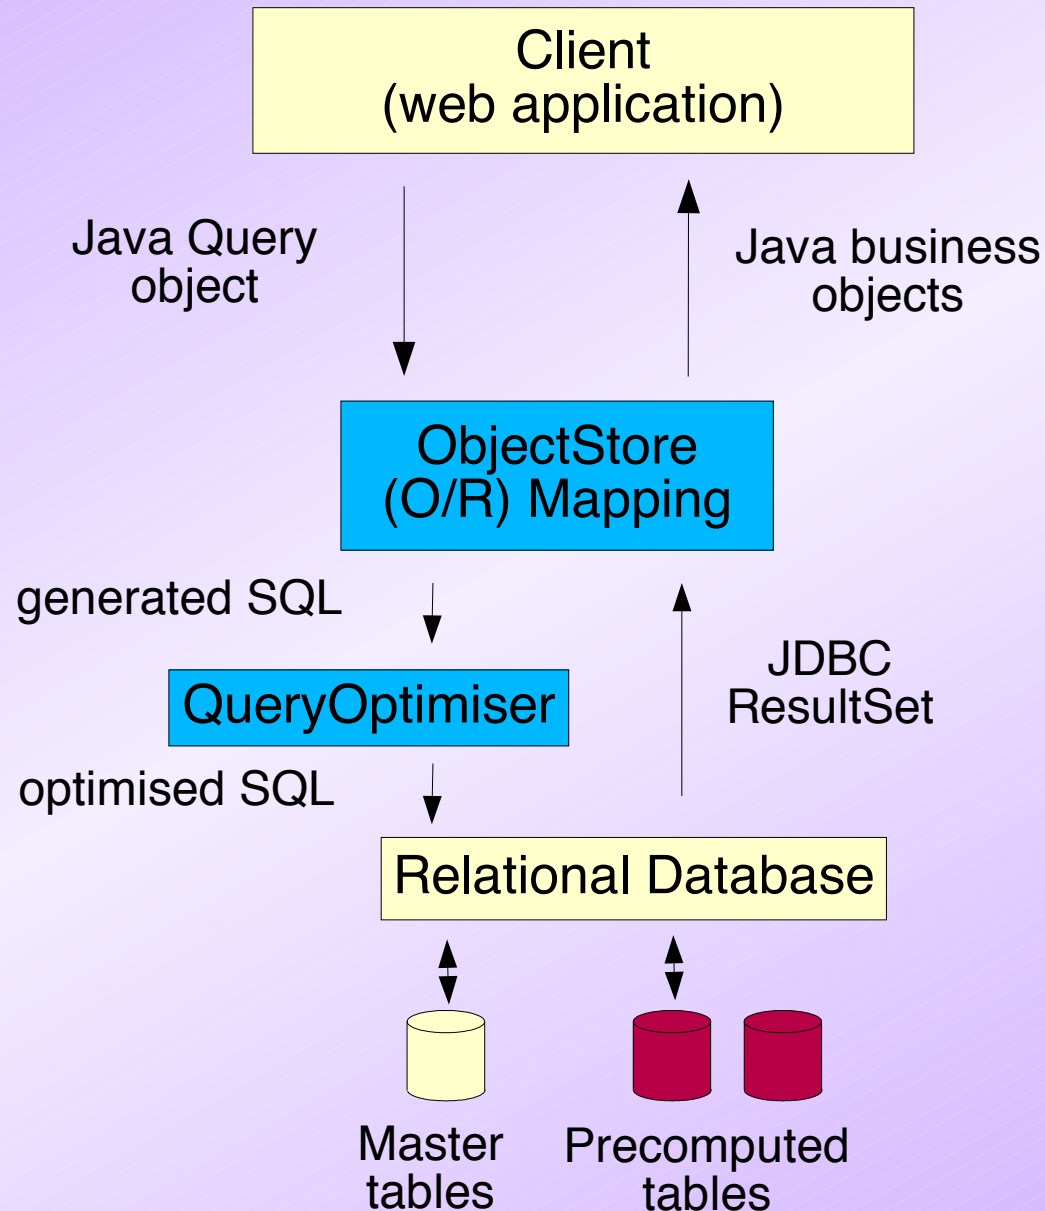 Client
(web application)
Java Query
object
Java business
objects
ObjectStore
(O/R) Mapping
generated SQL
QueryOptimiser
JDBC
ResultSet
optimised SQL
Relational Database
Master
tables
Precomputed
tables